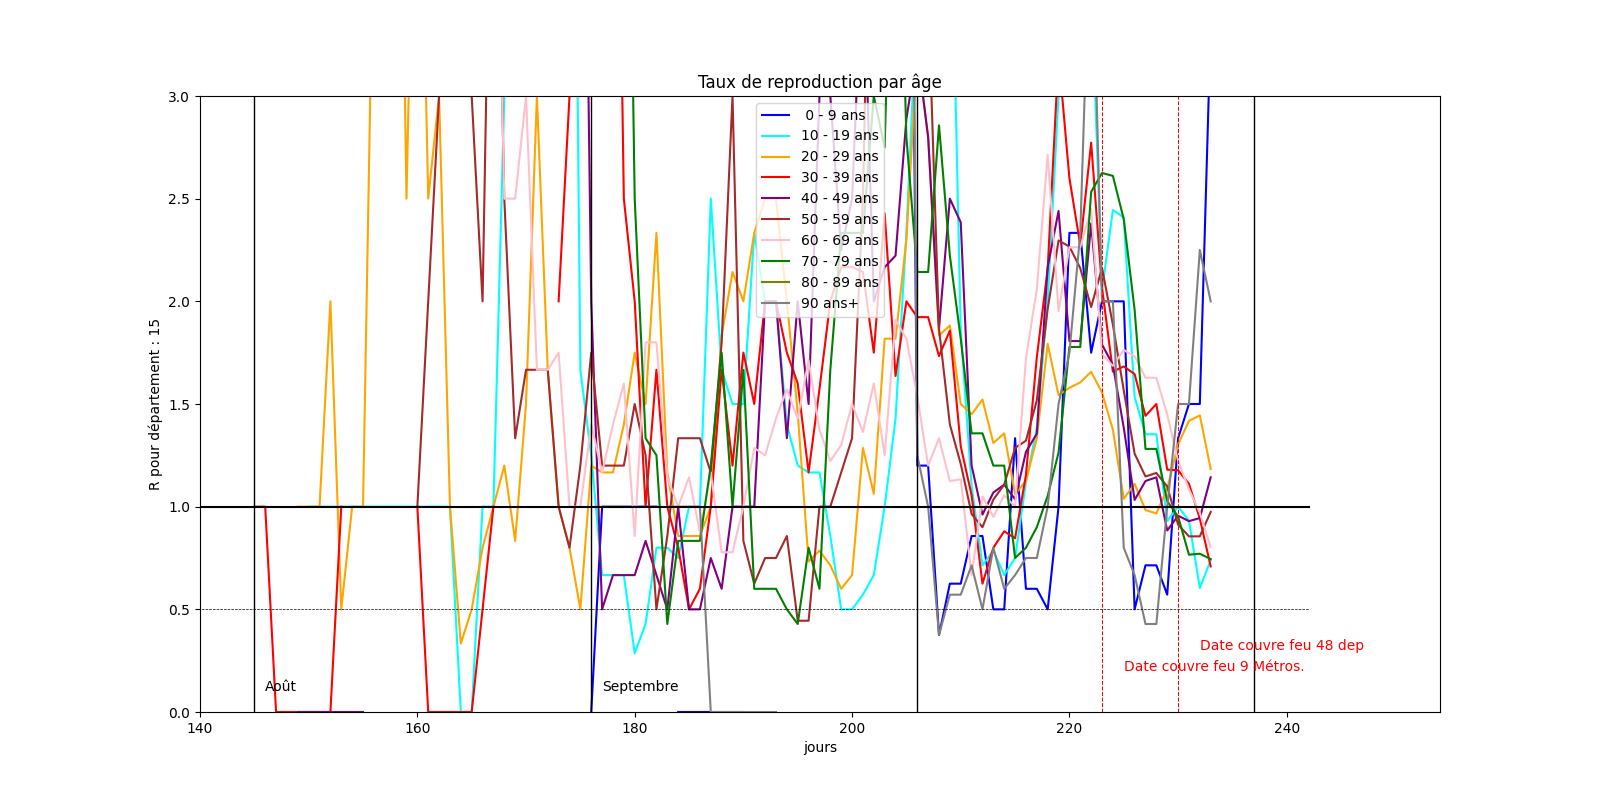 Taux de reproduction par âge
R pour département : 15
3.0
2.5
2.0
1.5
1.0
0.5
0.0
0 - 9 ans
10 - 19 ans
20 - 29 ans
30 - 39 ans
40 - 49 ans
50 - 59 ans
60 - 69 ans
70 - 79 ans
80 - 89 ans
90 ans+
Date couvre feu 48 dep
Date couvre feu 9 Métros.
Août
Septembre
140 160 180 200 220 240
jours